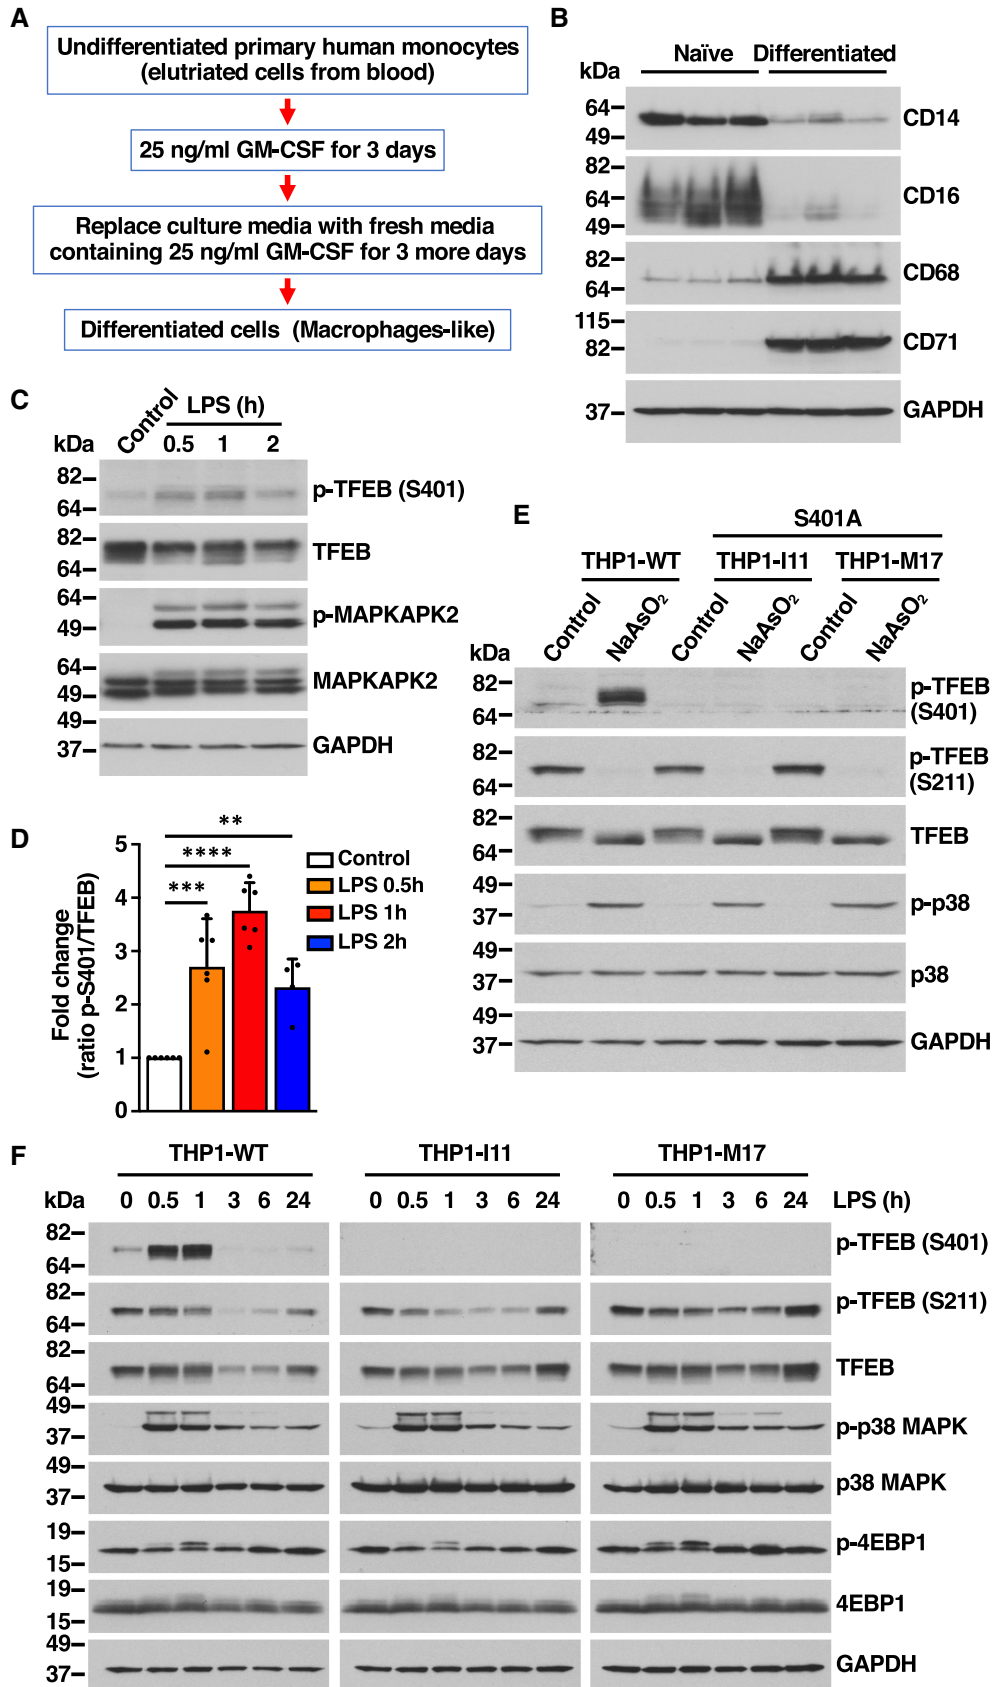 A
Undifferentiated primary human monocytes
(elutriated cells from blood)
25 ng/ml GM-CSF for 3 days
Replace culture media with fresh media
containing 25 ng/ml GM-CSF for 3 more days
Differentiated cells (Macrophages-like)
B
Naïve Differentiated
kDa
64
49
CD14
82
64
49
CD16
82
64
CD68
115
82
CD71
37
GAPDH
C
Control
LPS (h)
kDa
0.5 1 2
82
64
p-TFEB (S401)
82
64
TFEB
64
49
p-MAPKAPK2
64
49
MAPKAPK2
49
37
GAPDH
D
Fold change
(ratio p-S401/TFEB)
5
4
3
2
1
0
**
****
***
Control
LPS 0.5h
LPS 1h
LPS 2h
E
S401A
THP1-WT THP1-I11 THP1-M17
Control NaAsO2 Control NaAsO2 Control NaAsO2
kDa
82
64
p-TFEB
(S401)
82
64
p-TFEB
(S211)
82
64
TFEB
49
37
p-p38
49
37
p38
49
37
GAPDH
F
THP1-WT THP1-I11 THP1-M17
kDa 0 0.5 1 3 6 24 0 0.5 1 3 6 24 0 0.5 1 3 6 24 LPS (h)
82
64
p-TFEB (S401)
82
64
p-TFEB (S211)
82
64
TFEB
49
37
p-p38 MAPK
49
37
p38 MAPK
19
15
p-4EBP1
19
15
4EBP1
49
37
GAPDH